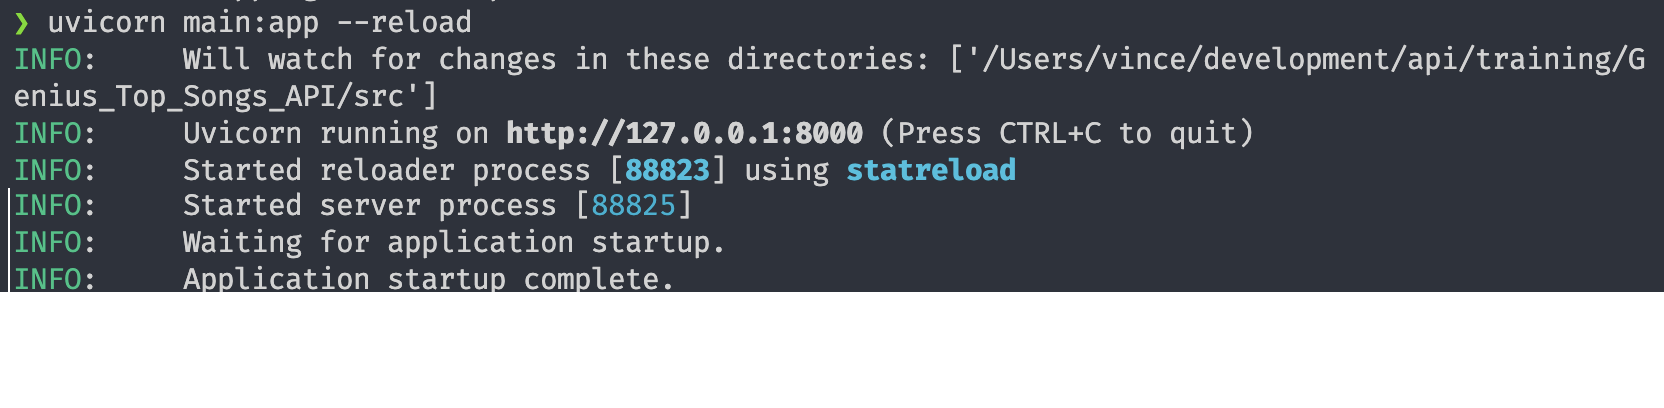 ❯ uvicorn main:app --reload
INFO:     Will watch for changes in these directories: ['/Users/vince/development/api/training/G
enius_Top_Songs_API/src']
INFO:     Uvicorn running on http://127.0.0.1:8000 (Press CTRL+C to quit)
INFO:     Started reloader process [88823] using statreload
INFO:     Started server process [88825]
INFO:     Waiting for application startup.
INFO:     Application startup complete.